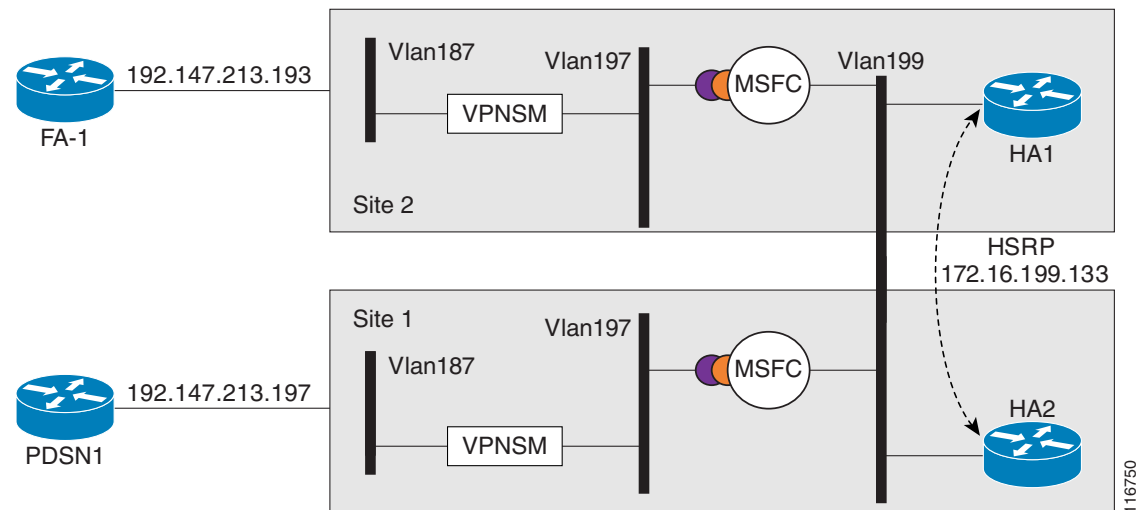 192.147.213.193
FA-1
Vlan187
VPNSM
Vlan197
MSFC
Vlan199
HA1
Site 2
HSRP
172.16.199.133
Site 1
Vlan197
Vlan187
192.147.213.197
PDSN1
VPNSM
MSFC
HA2
116750